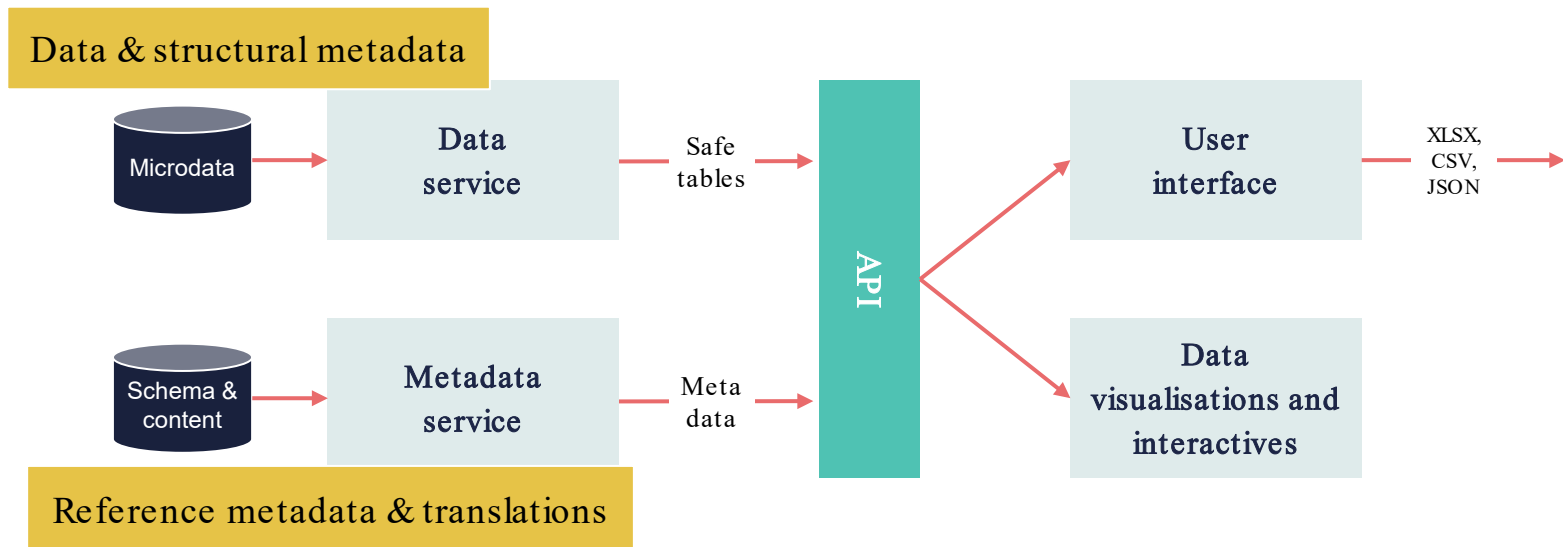 Data & structural metadata
Microdata
Data
service
Safe
tables
API
User
interface
XLSX,
CSV,
JSON
Schema &
content
Metadata
service
Meta
data
Data
visualisations and
interactives
Reference metadata & translations